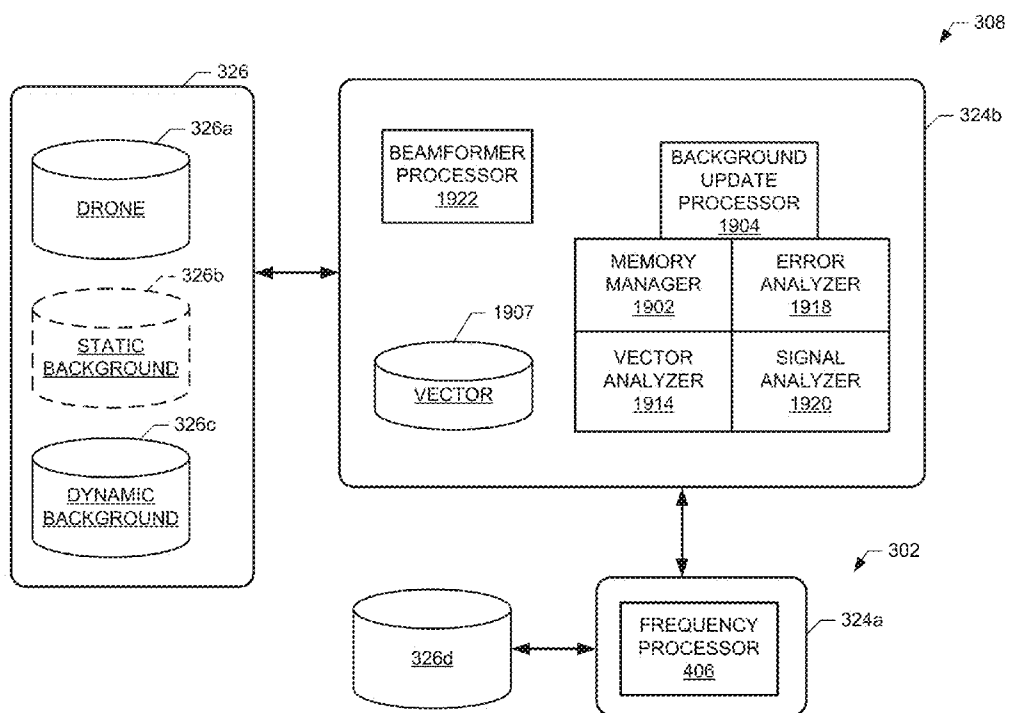 308
326
326a
DRONE
326b
STATIC
BACKGROUND
326c
DYNAMIC
BACKGROUND
324b
BEAMFORMER
PROCESSOR
1922
BACKGROUND
UPDATE
PROCESSOR
1904
MEMORY
MANAGER
1902
ERROR
ANALYZER
1918
1907
VECTOR
VECTOR
ANALYZER
1914
SIGNAL
ANALYZER
1920
302
324a
FREQUENCY
PROCESSOR
406
326d